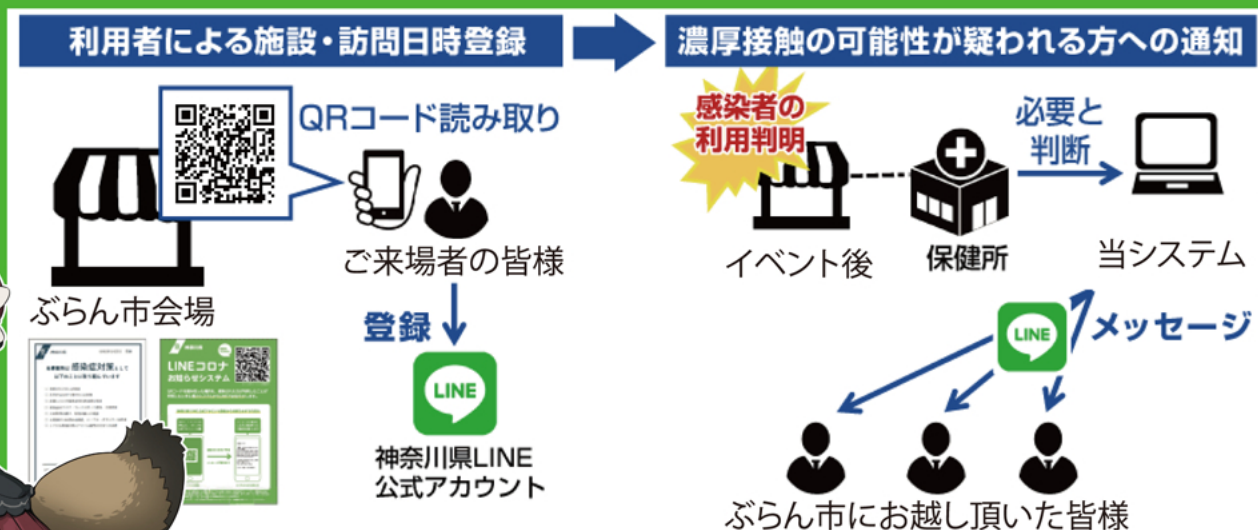 利用者による施設・訪問日時登録
濃厚接触の可能性が疑われる方への通知
QRコード読み取り
ご来場者の皆様
ぶらん市会場
登録
LINE
神奈川県LINE
公式アカウント
感染症対策
LINEコロナ
お知らせシステム
感染者の
利用判明
イベント後
保健所
必要と
判断
当システム
LINE
メッセージ
ぶらん市にお越し頂いた皆様